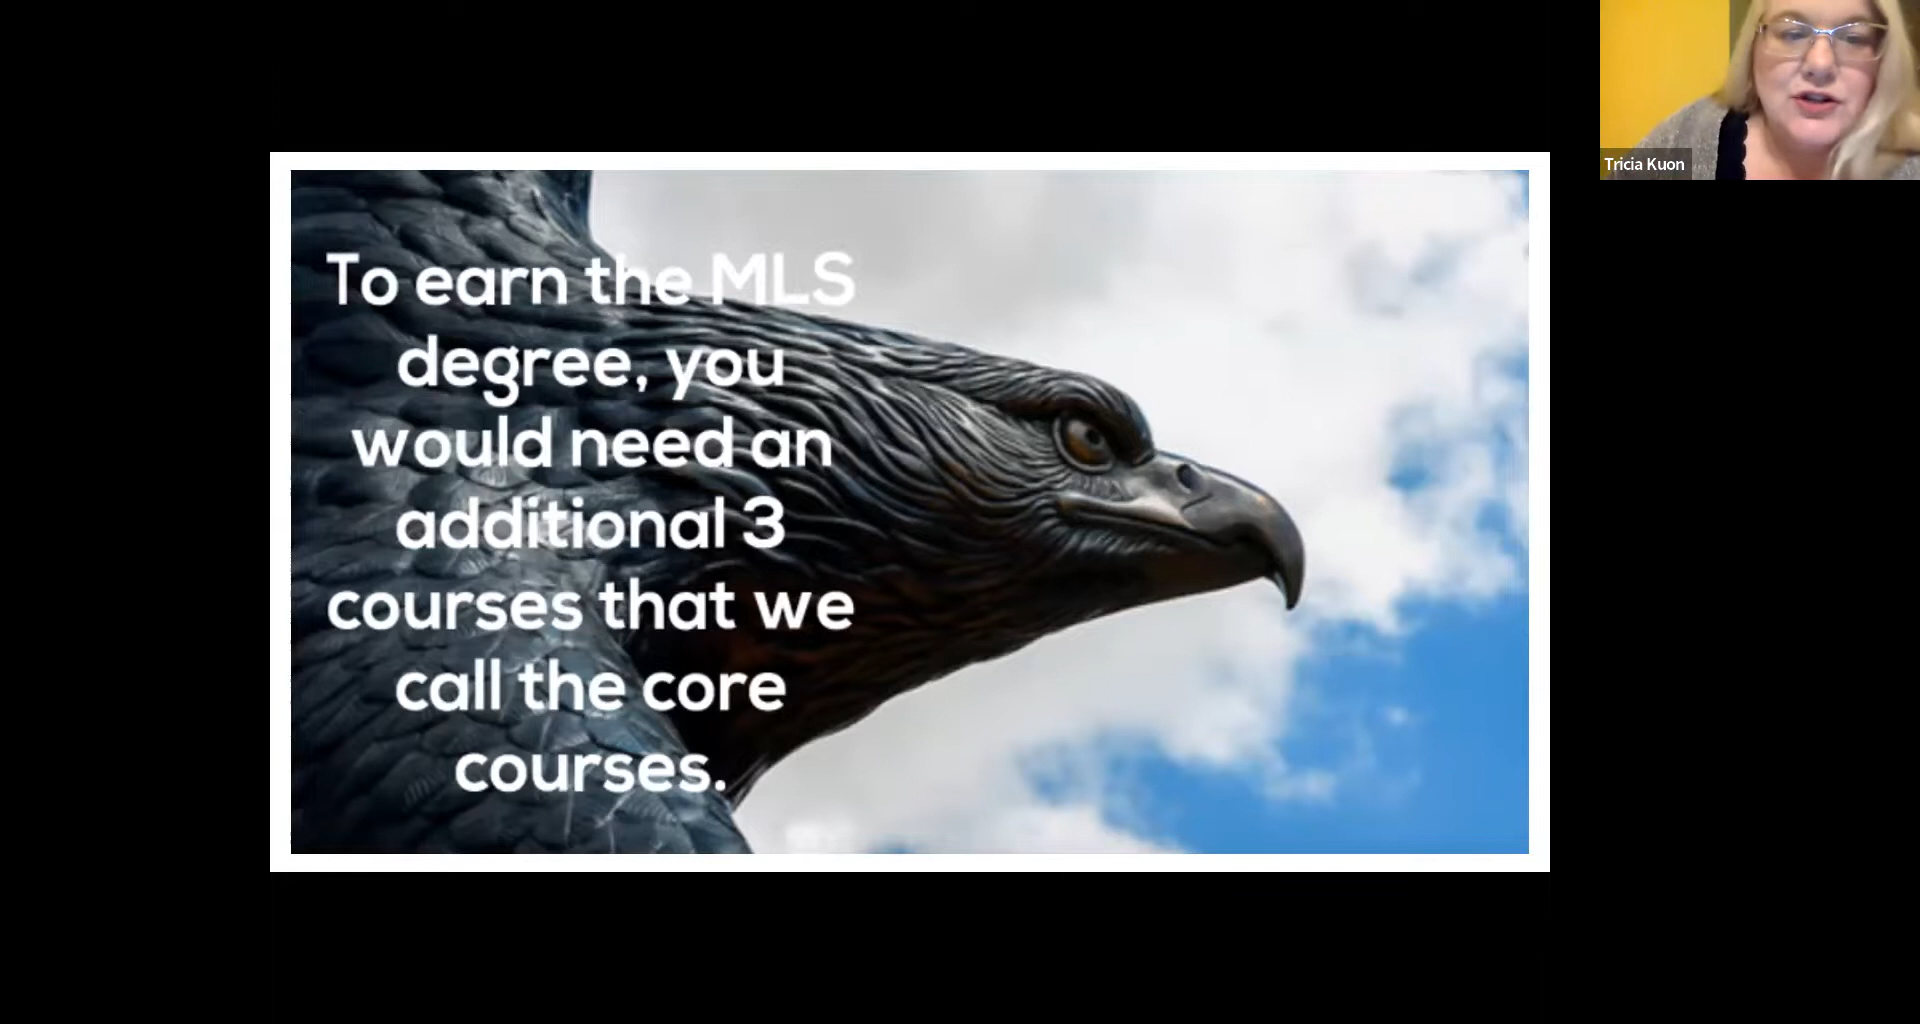 To earn the MLS
degree, you
would need an
additional 3
courses that we
call the core
courses.
Tricia Kuon